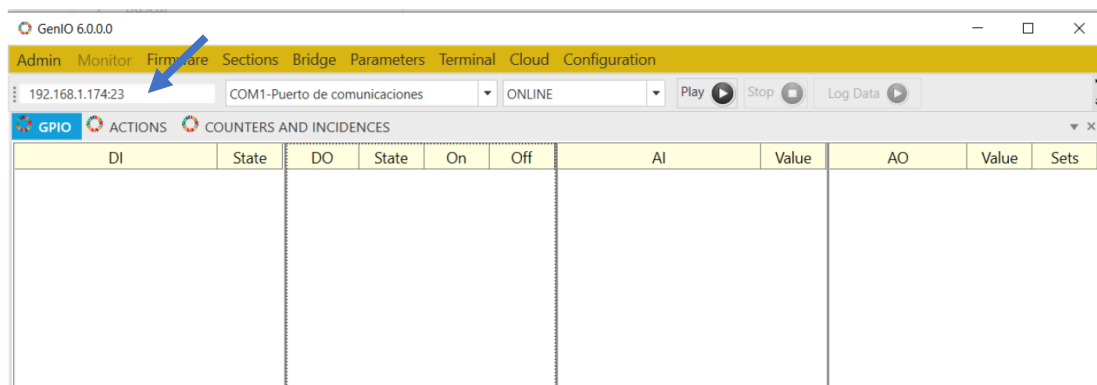 GenIO 6.0.0.0
Admin Monitor Firmware Sections Bridge Parameters Terminal Cloud Configuration
192.168.1.174:23 COM1-Puerto de comunicaciones ONLINE Play Stop Log Data
GPIO ACTIONS COUNTERS AND INCIDENCES
DI State DO State On Off AI Value AO Value Sets